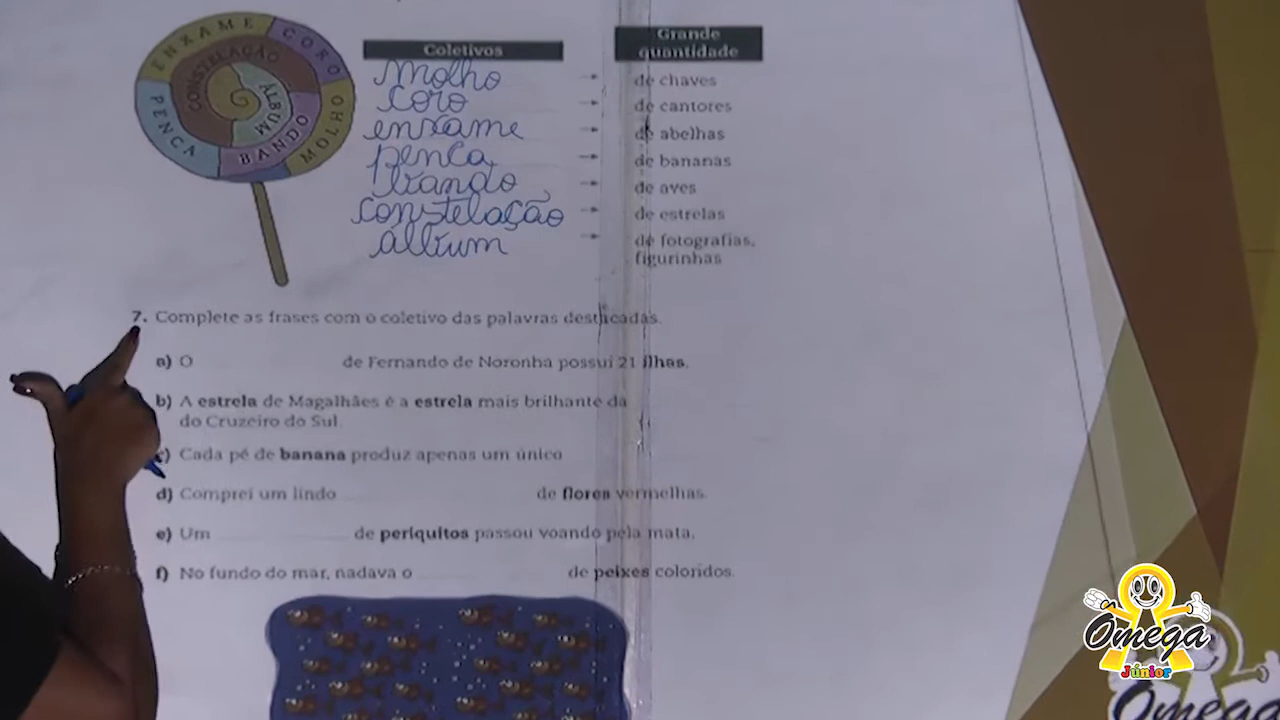 ENXAME
CORO
MOLHO
BANDO
PENCA
CONSTELAÇÃO
ÁLBUM
Coletivos
Grande
quantidade
molho de chaves
coro de cantores
enxame de abelhas
penca de bananas
bando de aves
constelação de estrelas
álbum de fotografias,
figurinhas
7. Complete as frases com o coletivo das palavras destacadas.
a) O de Fernando de Noronha possui 21 ilhas.
b) A estrela de Magalhães é a estrela mais brilhante da
do Cruzeiro do Sul.
c) Cada pé de banana produz apenas um único
d) Comprei um lindo de flores vermelhas.
e) Um de periquitos passou voando pela mata.
f) No fundo do mar, nadava o de peixes coloridos.
Ômega
Júnior
Ômega